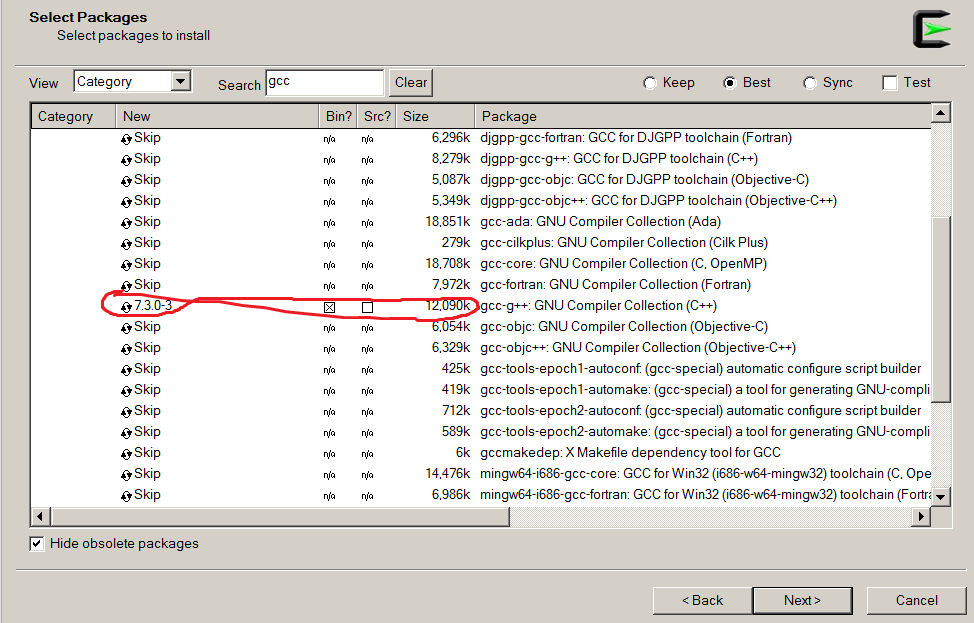 Select Packages
Select packages to install
View Category Search gcc Clear Keep Best Sync Test
Category New Bin? Src? Size Package
Skip n/a n/a 6,296k djgpp-gcc-fortran: GCC for DJGPP toolchain (Fortran)
Skip n/a n/a 8,279k djgpp-gcc-g++: GCC for DJGPP toolchain (C++)
Skip n/a n/a 5,087k djgpp-gcc-objc: GCC for DJGPP toolchain (Objective-C)
Skip n/a n/a 5,349k djgpp-gcc-objc++: GCC for DJGPP toolchain (Objective-C++)
Skip n/a n/a 18,851k gcc-ada: GNU Compiler Collection (Ada)
Skip n/a n/a 279k gcc-cilkplus: GNU Compiler Collection (Cilk Plus)
Skip n/a n/a 18,708k gcc-core: GNU Compiler Collection (C, OpenMP)
Skip n/a n/a 7,972k gcc-fortran: GNU Compiler Collection (Fortran)
7.3.0-3 12,090k gcc-g++: GNU Compiler Collection (C++)
Skip n/a n/a 6,054k gcc-objc: GNU Compiler Collection (Objective-C)
Skip n/a n/a 6,329k gcc-objc++: GNU Compiler Collection (Objective-C++)
Skip n/a n/a 425k gcc-tools-epoch1-autoconf: (gcc-special) automatic configure script builder
Skip n/a n/a 419k gcc-tools-epoch1-automake: (gcc-special) a tool for generating GNU-compli
Skip n/a n/a 712k gcc-tools-epoch2-autoconf: (gcc-special) automatic configure script builder
Skip n/a n/a 589k gcc-tools-epoch2-automake: (gcc-special) a tool for generating GNU-compli
Skip n/a n/a 6k gccmakedep: X Makefile dependency tool for GCC
Skip n/a n/a 14,476k mingw64-i686-gcc-core: GCC for Win32 (i686-w64-mingw32) toolchain (C, Ope
Skip n/a n/a 6,986k mingw64-i686-gcc-fortran: GCC for Win32 (i686-w64-mingw32) toolchain (Fortra
Hide obsolete packages
< Back Next > Cancel